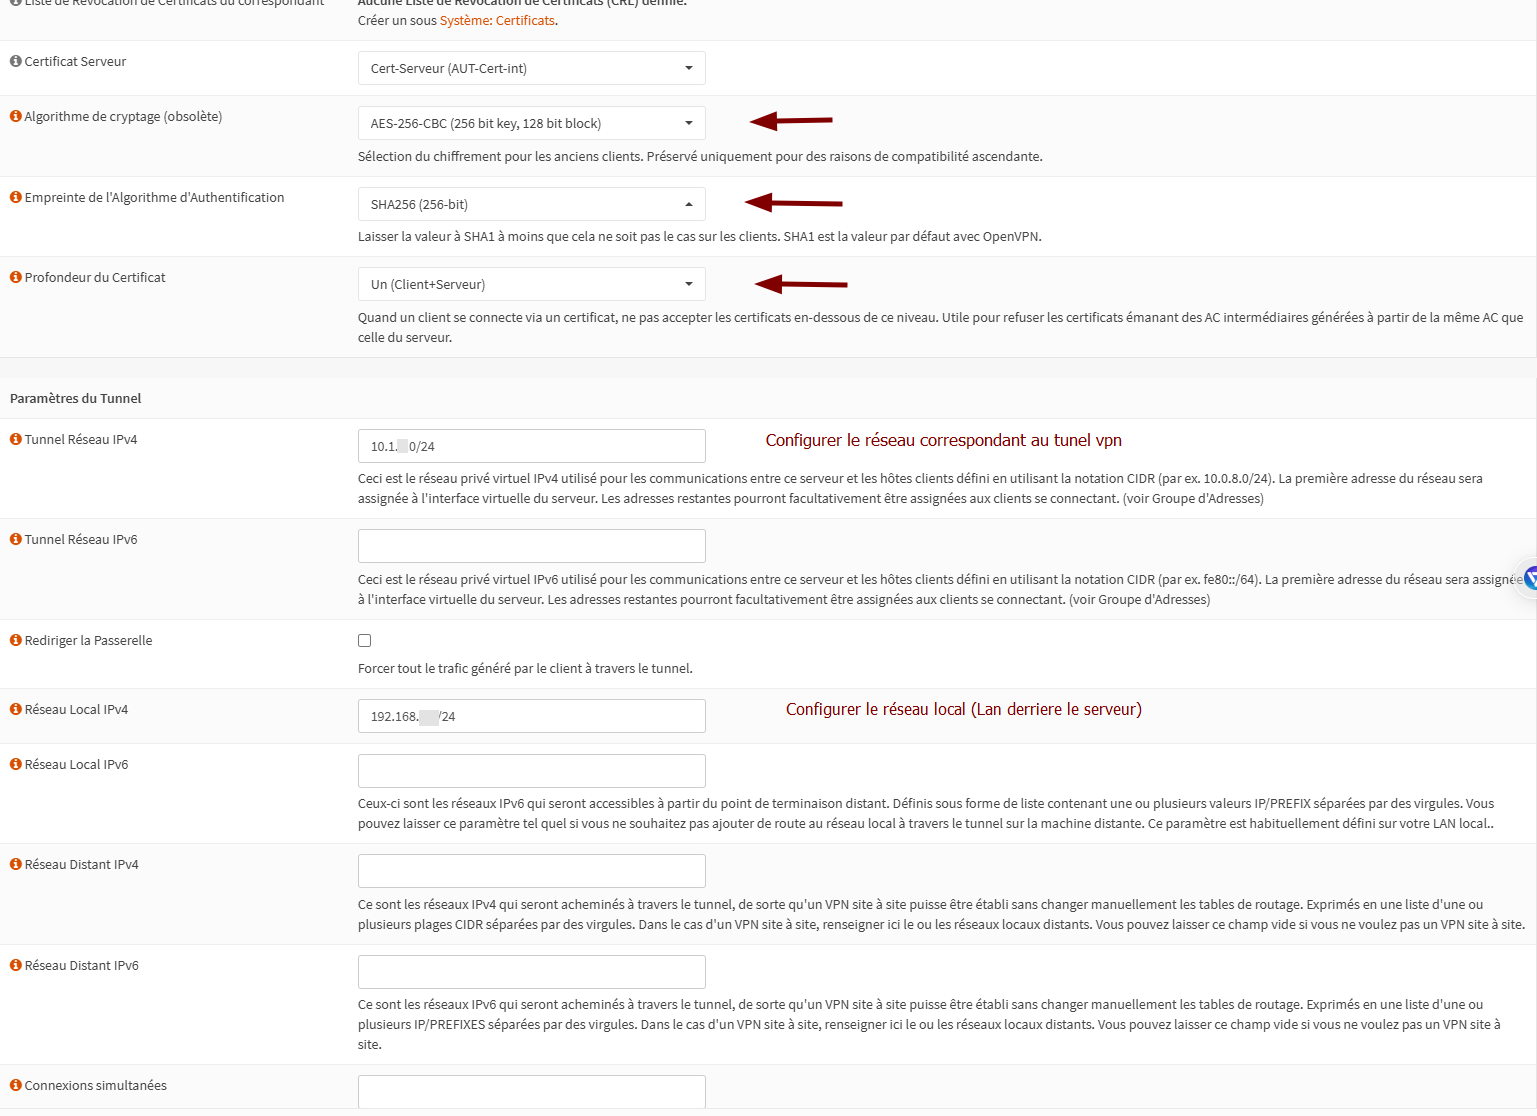 Liste de Révocation de Certificats du correspondant
Aucune Liste de Révocation de Certificats (CRL) définie.
Créer un sous Système: Certificats.
Certificat Serveur
Cert-Serveur (AUT-Cert-int)
Algorithme de cryptage (obsolète)
AES-256-CBC (256 bit key, 128 bit block)
Sélection du chiffrement pour les anciens clients. Préservé uniquement pour des raisons de compatibilité ascendante.
Empreinte de l'Algorithme d'Authentification
SHA256 (256-bit)
Laisser la valeur à SHA1 à moins que cela ne soit pas le cas sur les clients. SHA1 est la valeur par défaut avec OpenVPN.
Profondeur du Certificat
Un (Client+Serveur)
Quand un client se connecte via un certificat, ne pas accepter les certificats en-dessous de ce niveau. Utile pour refuser les certificats émanant des AC intermédiaires générées à partir de la même AC que
celle du serveur.
Paramètres du Tunnel
Tunnel Réseau IPv4
10.1. 0/24
Configurer le réseau correspondant au tunel vpn
Ceci est le réseau privé virtuel IPv4 utilisé pour les communications entre ce serveur et les hôtes clients défini en utilisant la notation CIDR (par ex. 10.0.8.0/24). La première adresse du réseau sera
assignée à l'interface virtuelle du serveur. Les adresses restantes pourront facultativement être assignées aux clients se connectant. (voir Groupe d'Adresses)
Tunnel Réseau IPv6
Ceci est le réseau privé virtuel IPv6 utilisé pour les communications entre ce serveur et les hôtes clients défini en utilisant la notation CIDR (par ex. fe80::/64). La première adresse du réseau sera assignée
à l'interface virtuelle du serveur. Les adresses restantes pourront facultativement être assignées aux clients se connectant. (voir Groupe d'Adresses)
Rediriger la Passerelle
Forcer tout le trafic généré par le client à travers le tunnel.
Réseau Local IPv4
192.168. /24
Configurer le réseau local (Lan derriere le serveur)
Réseau Local IPv6
Ceux-ci sont les réseaux IPv6 qui seront accessibles à partir du point de terminaison distant. Définis sous forme de liste contenant une ou plusieurs valeurs IP/PREFIX séparées par des virgules. Vous
pouvez laisser ce paramètre tel quel si vous ne souhaitez pas ajouter de route au réseau local à travers le tunnel sur la machine distante. Ce paramètre est habituellement défini sur votre LAN local..
Réseau Distant IPv4
Ce sont les réseaux IPv4 qui seront acheminés à travers le tunnel, de sorte qu'un VPN site à site puisse être établi sans changer manuellement les tables de routage. Exprimés en une liste d'une ou
plusieurs plages CIDR séparées par des virgules. Dans le cas d'un VPN site à site, renseigner ici le ou les réseaux locaux distants. Vous pouvez laisser ce champ vide si vous ne voulez pas un VPN site à site.
Réseau Distant IPv6
Ce sont les réseaux IPv6 qui seront acheminés à travers le tunnel, de sorte qu'un VPN site à site puisse être établi sans changer manuellement les tables de routage. Exprimés en une liste d'une ou
plusieurs IP/PREFIXES séparées par des virgules. Dans le cas d'un VPN site à site, renseigner ici le ou les réseaux locaux distants. Vous pouvez laisser ce champ vide si vous ne voulez pas un VPN site à
site.
Connexions simultanées